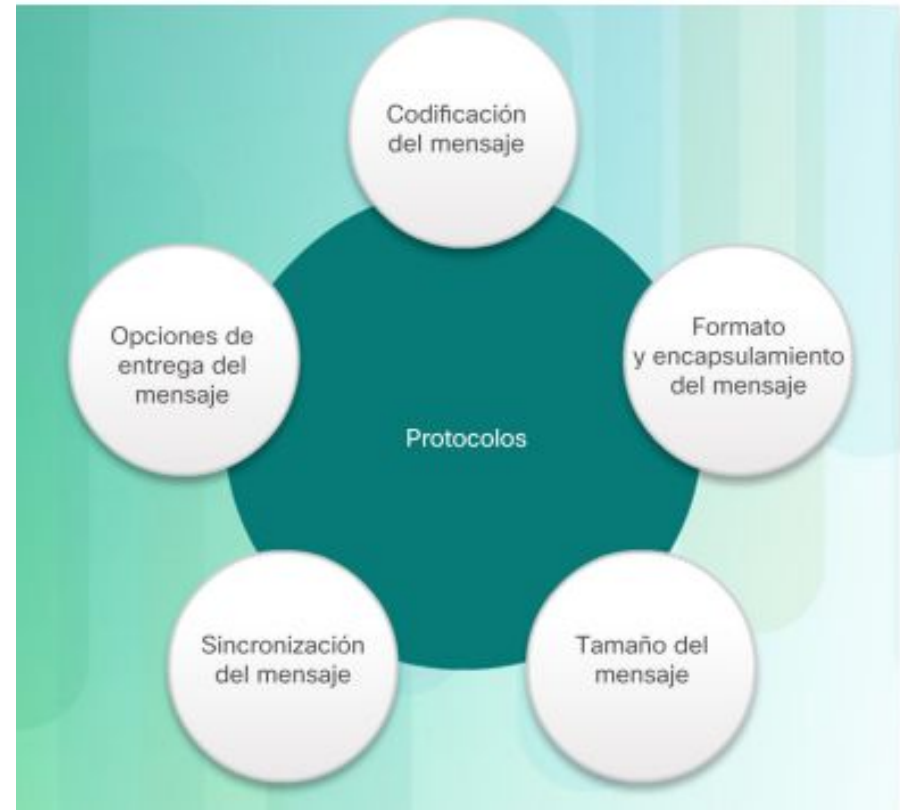 Codificación
del mensaje
Opciones de
entrega del
mensaje
Formato
y encapsulamiento
del mensaje
Protocolos
Sincronización
del mensaje
Tamaño del
mensaje